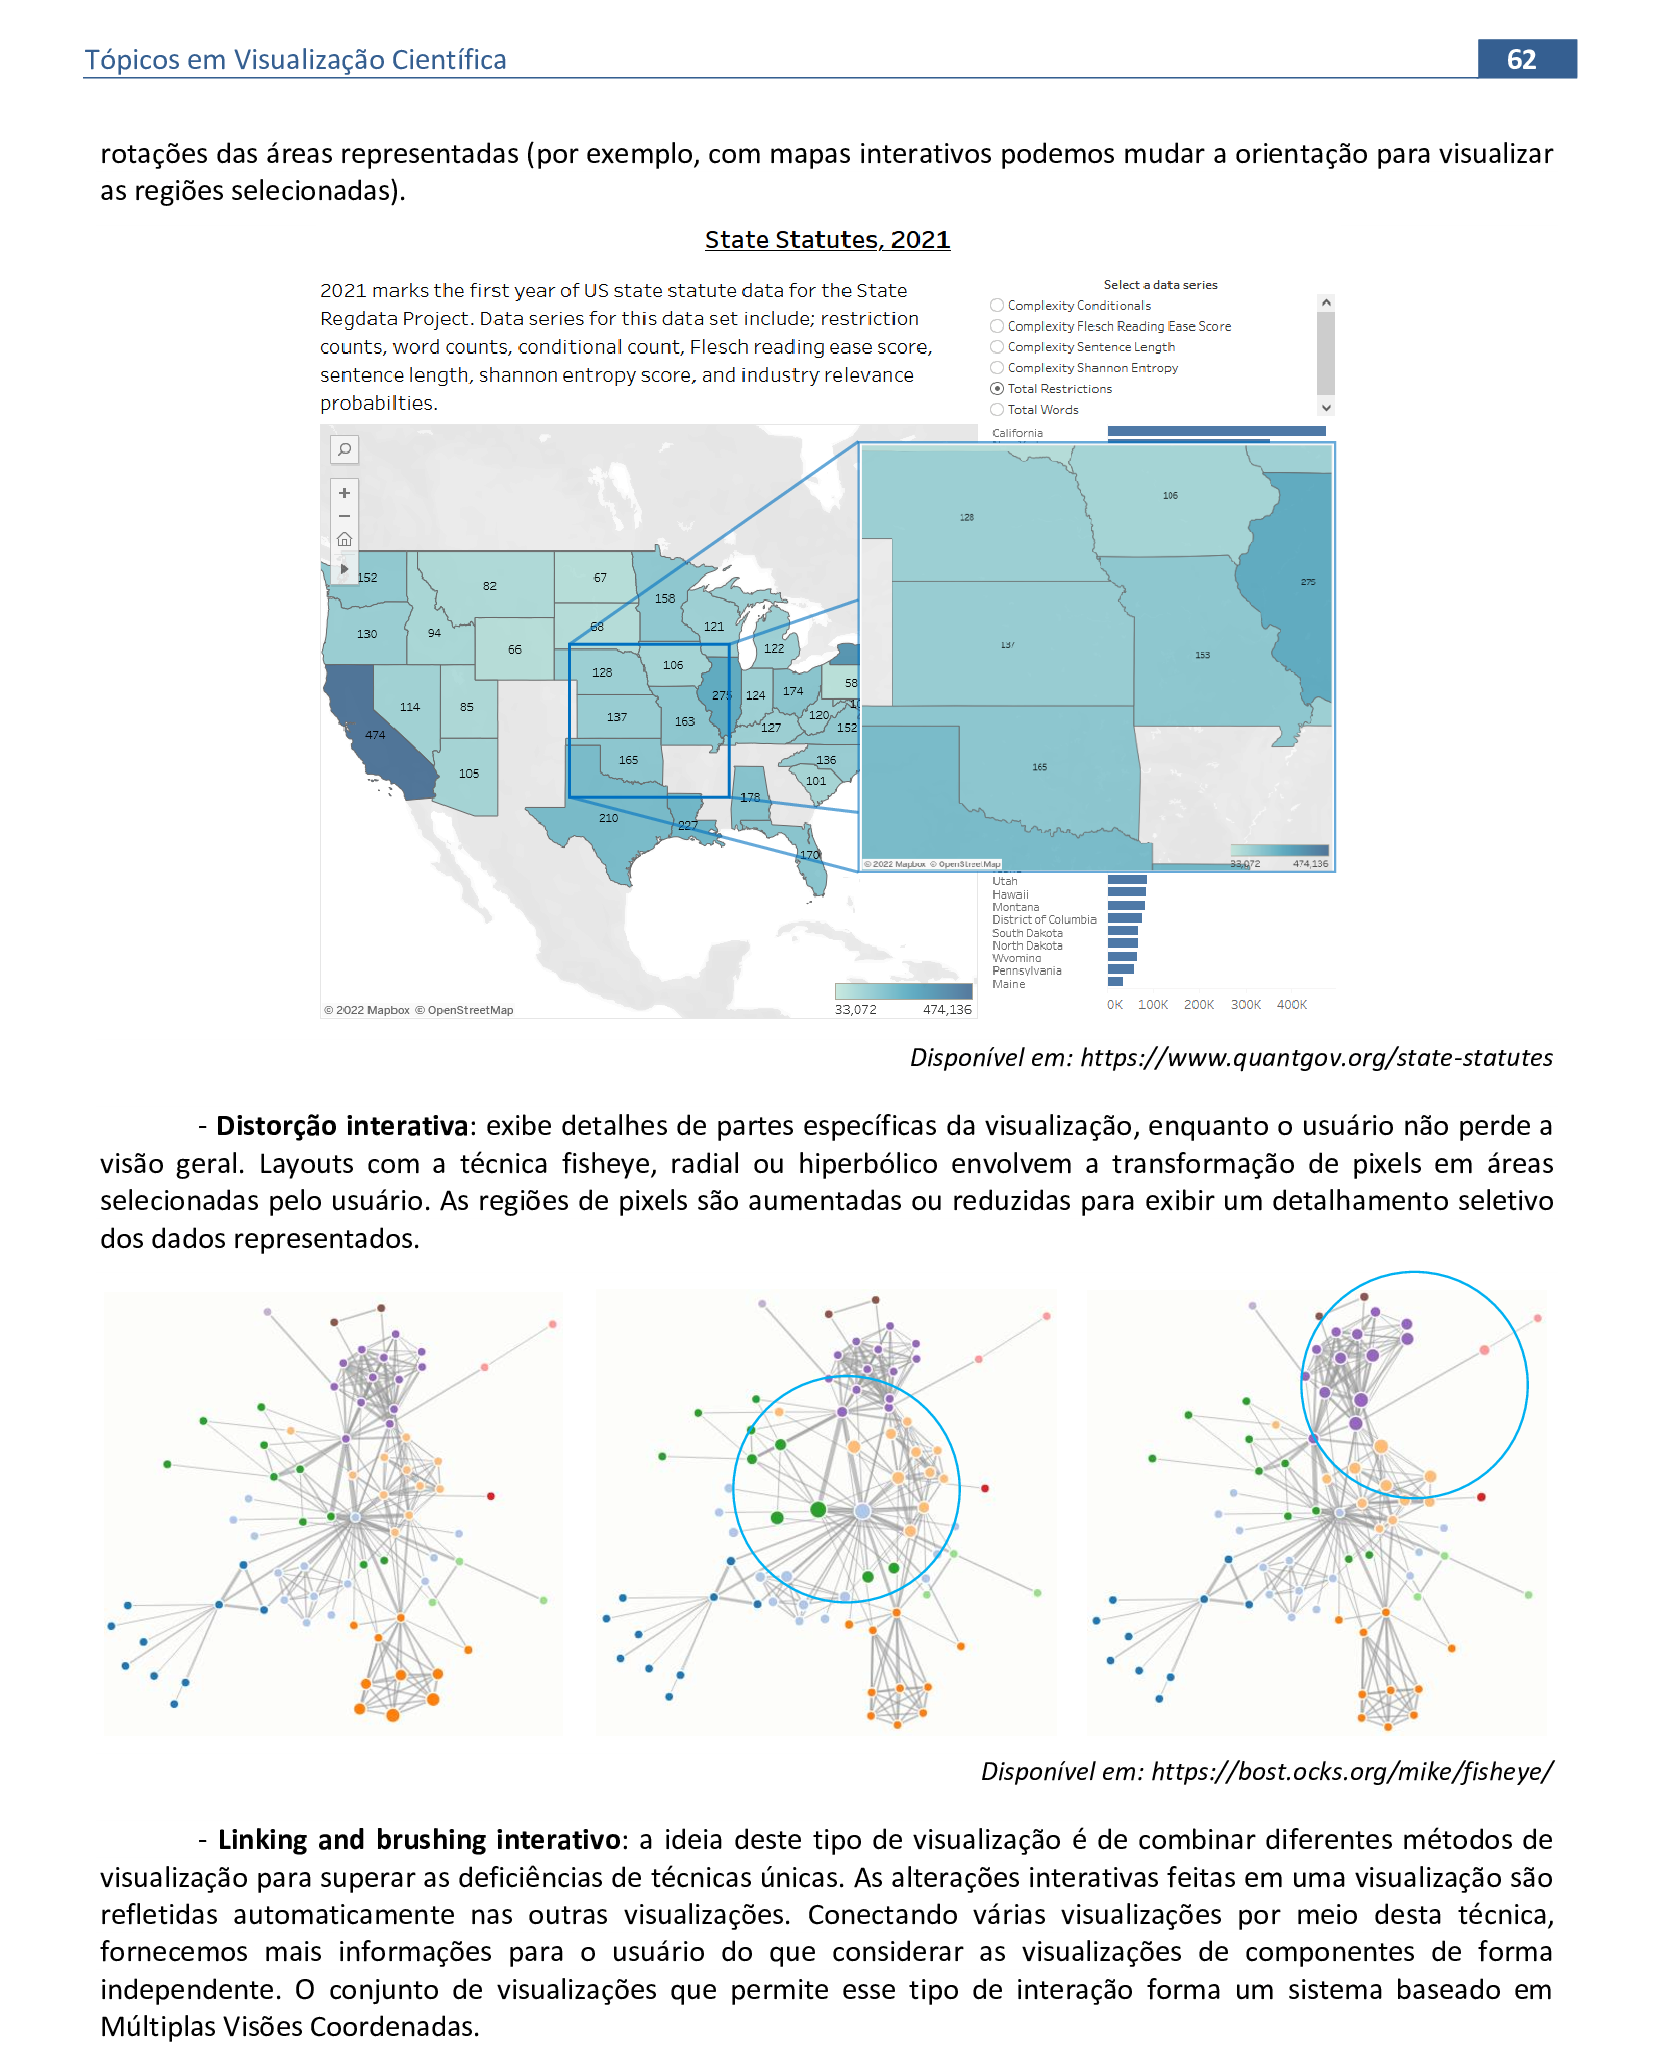 Tópicos em Visualização Científica
62
rotações das áreas representadas (por exemplo, com mapas interativos podemos mudar a orientação para visualizar
as regiões selecionadas).
State Statutes, 2021
2021 marks the first year of US state statute data for the State
Regdata Project. Data series for this data set include; restriction
counts, word counts, conditional count, Flesch reading ease score,
sentence length, shannon entropy score, and industry relevance
probabilties.
Select a data series
Complexity Conditionals
Complexity Flesch Reading Ease Score
Complexity Sentence Length
Complexity Shannon Entropy
Total Restrictions
Total Words
California
152
82
67
158
130
94
68
121
122
66
106
128
114
85
275
124
174
58
137
163
127
120
152
474
105
165
136
101
178
210
227
170
128
106
275
137
153
165
© 2022 Mapbox © OpenStreetMap
33,072 474,136
Utah
Hawaii
Montana
District of Columbia
South Dakota
North Dakota
Wyoming
Pennsylvania
Maine
0K 100K 200K 300K 400K
33,072 474,136
© 2022 Mapbox © OpenStreetMap
Disponível em: https://www.quantgov.org/state-statutes
- Distorção interativa: exibe detalhes de partes específicas da visualização, enquanto o usuário não perde a
visão geral. Layouts com a técnica fisheye, radial ou hiperbólico envolvem a transformação de pixels em áreas
selecionadas pelo usuário. As regiões de pixels são aumentadas ou reduzidas para exibir um detalhamento seletivo
dos dados representados.
Disponível em: https://bost.ocks.org/mike/fisheye/
- Linking and brushing interativo: a ideia deste tipo de visualização é de combinar diferentes métodos de
visualização para superar as deficiências de técnicas únicas. As alterações interativas feitas em uma visualização são
refletidas automaticamente nas outras visualizações. Conectando várias visualizações por meio desta técnica,
fornecemos mais informações para o usuário do que considerar as visualizações de componentes de forma
independente. O conjunto de visualizações que permite esse tipo de interação forma um sistema baseado em
Múltiplas Visões Coordenadas.